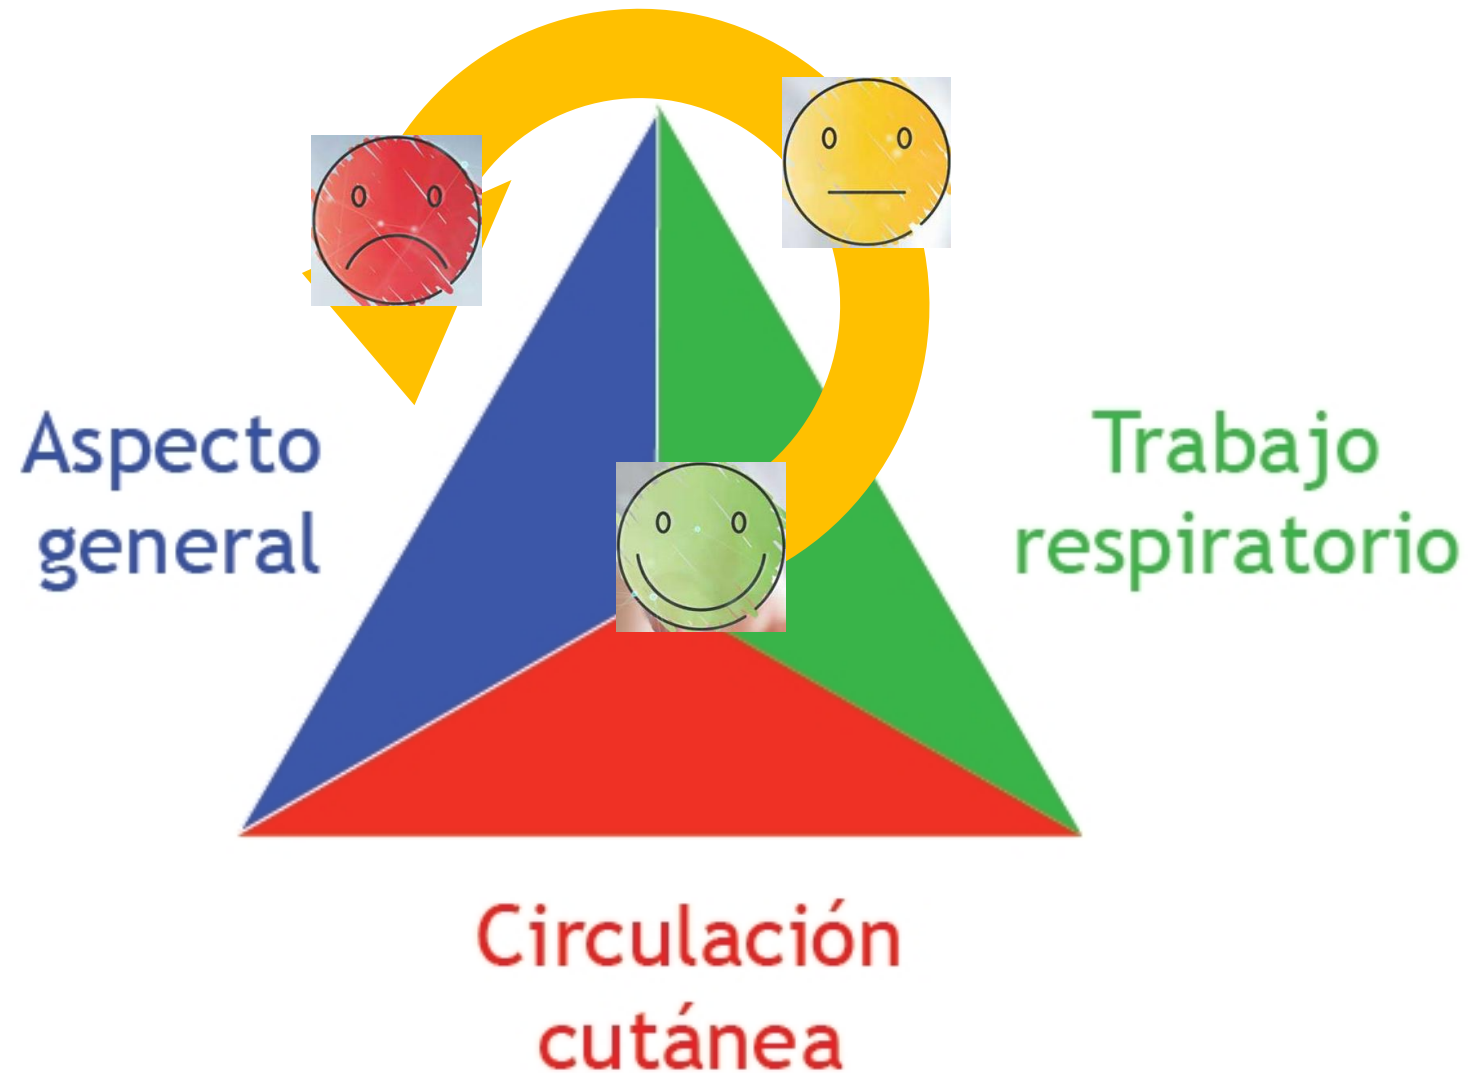 Aspecto
general
Trabajo
respiratorio
Circulación
cutánea